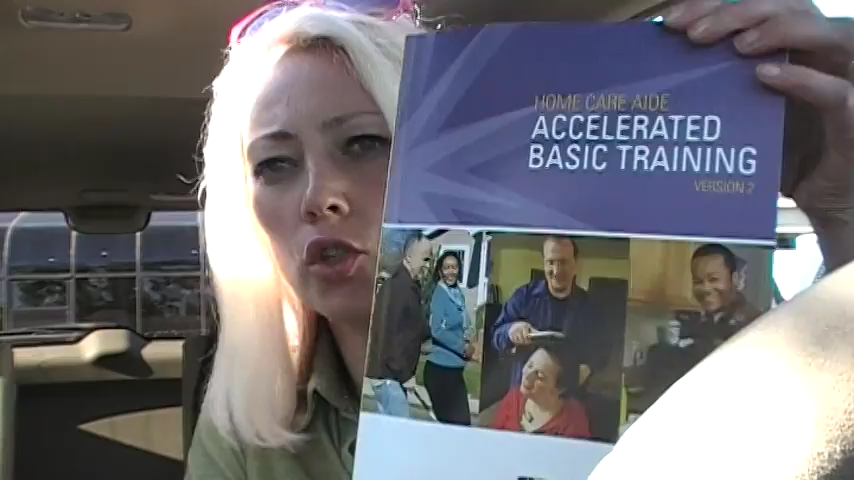 HOME CARE AIDE
ACCELERATED
BASIC TRAINING
VERSION 2